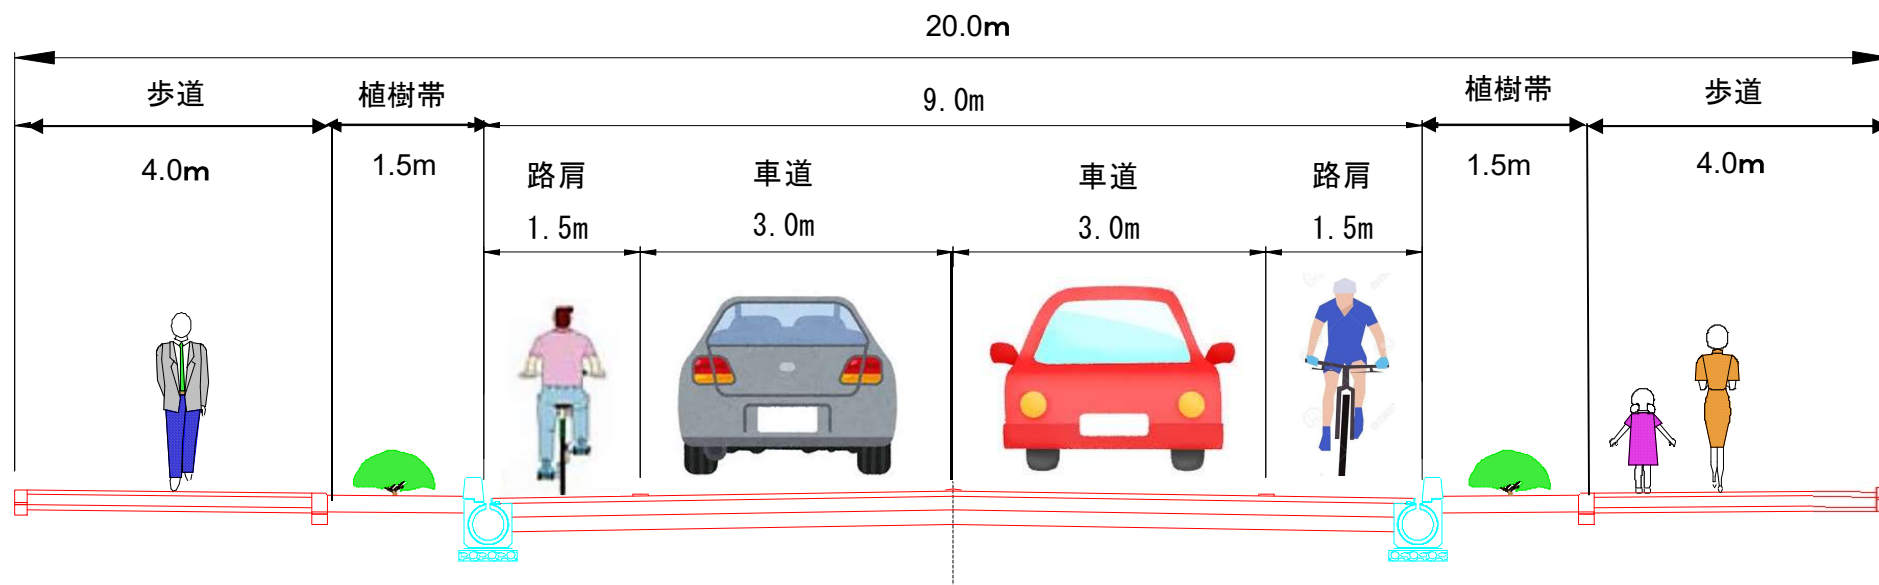 20.0m
歩道 植樹帯 9.0m 植樹帯 歩道
4.0m 1.5m 1.5m 4.0m
路肩 車道 車道 路肩
1.5m 3.0m 3.0m 1.5m